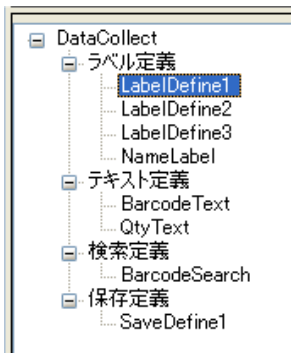 DataCollect
ラベル定義
LabelDefine1
LabelDefine2
LabelDefine3
NameLabel
テキスト定義
BarcodeText
QtyText
検索定義
BarcodeSearch
保存定義
SaveDefine1